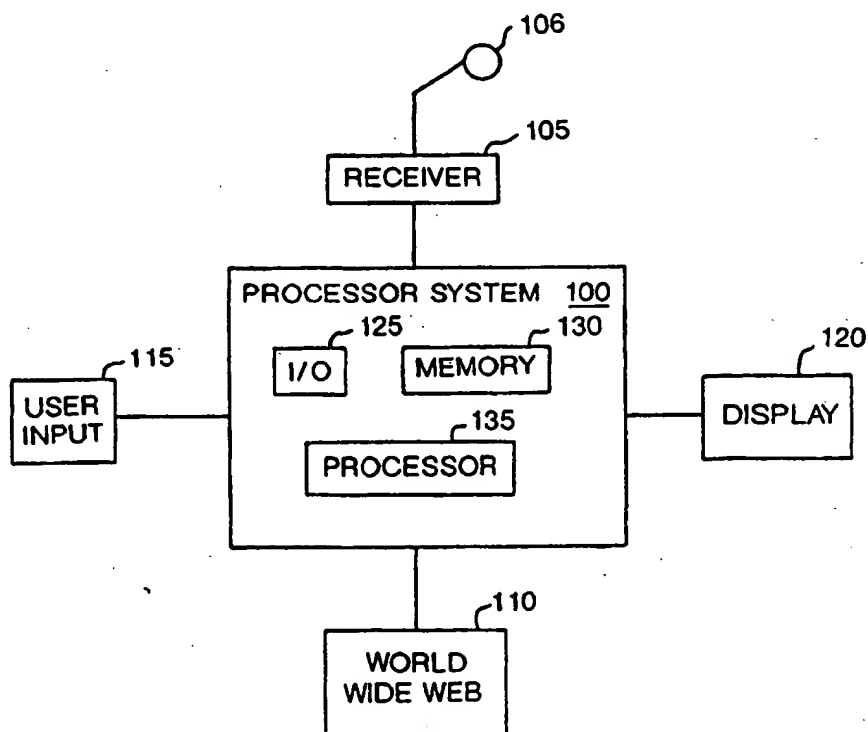 106
105
RECEIVER
PROCESSOR SYSTEM 100
125
130
I/O
MEMORY
115
120
USER
INPUT
DISPLAY
135
PROCESSOR
110
WORLD
WIDE WEB